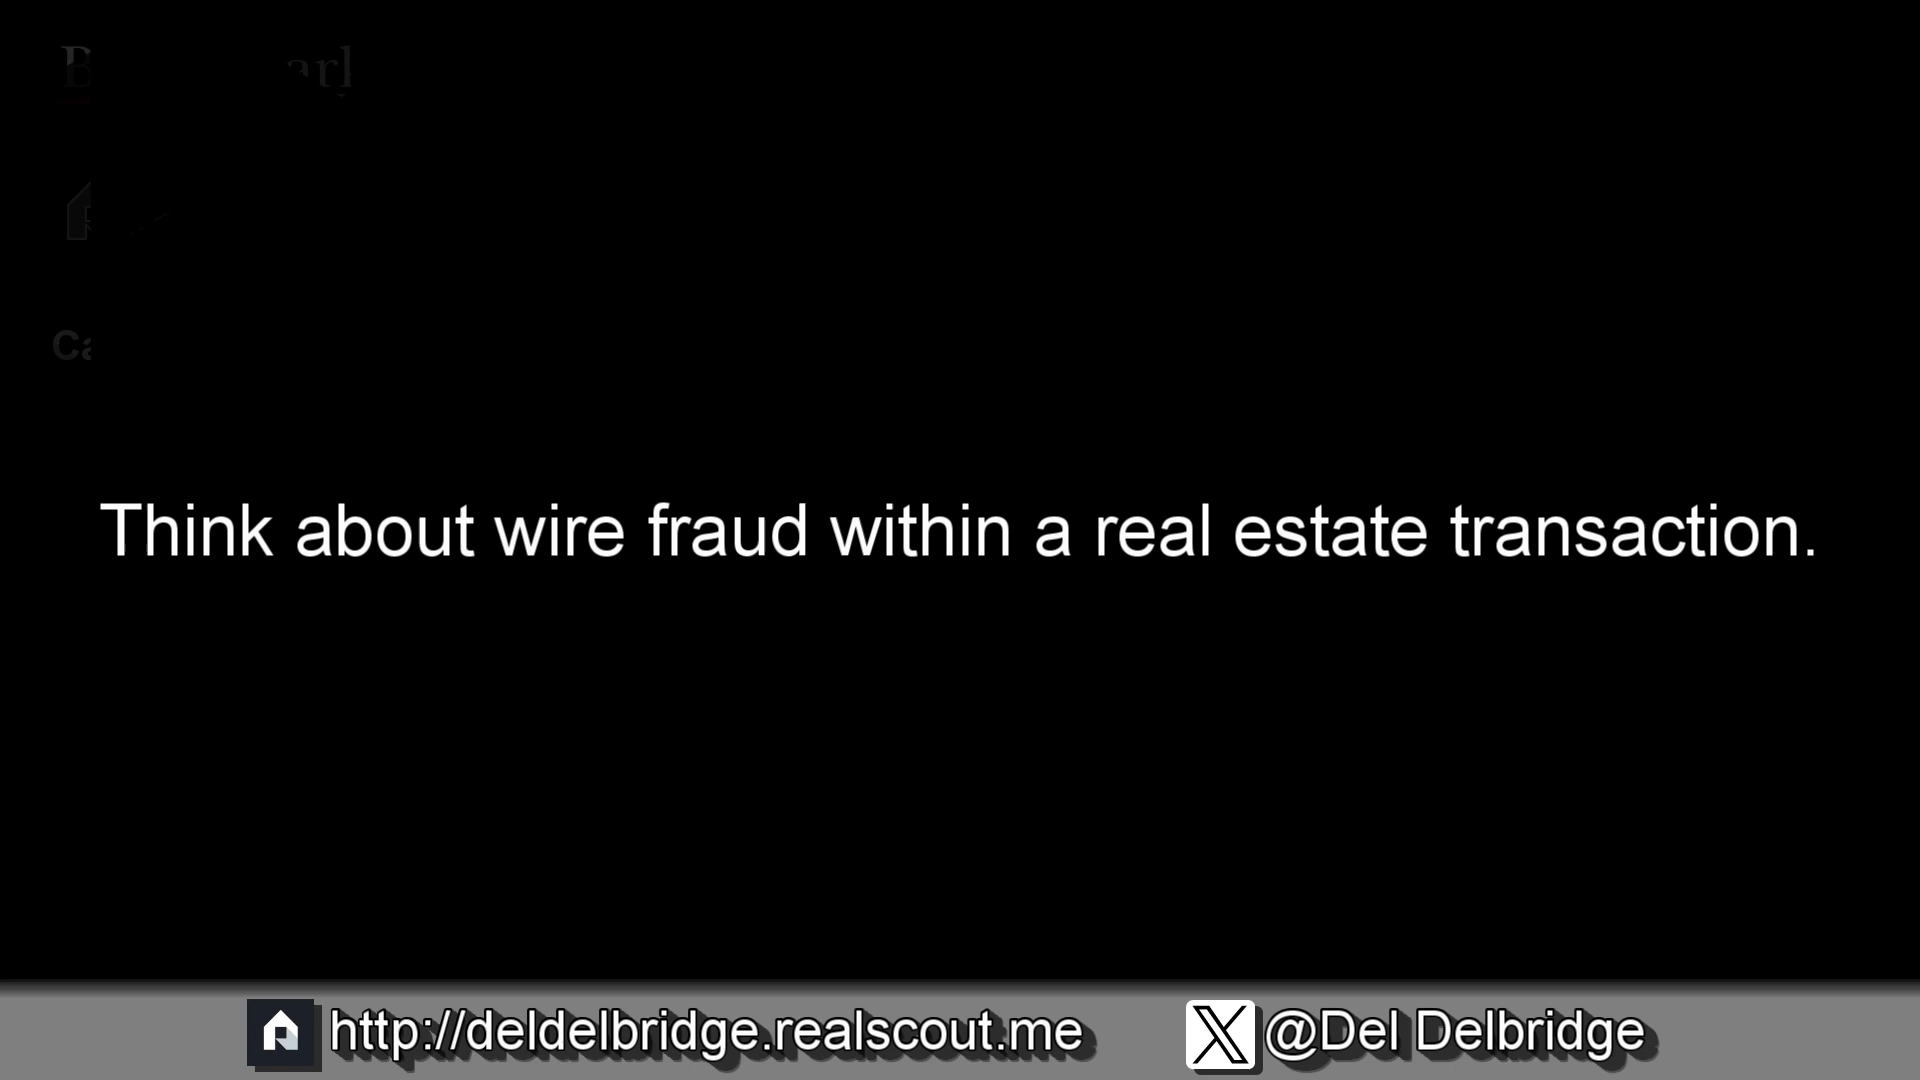 Think about wire fraud within a real estate transaction.
http://deldelbridge.realscout.me
@Del Delbridge